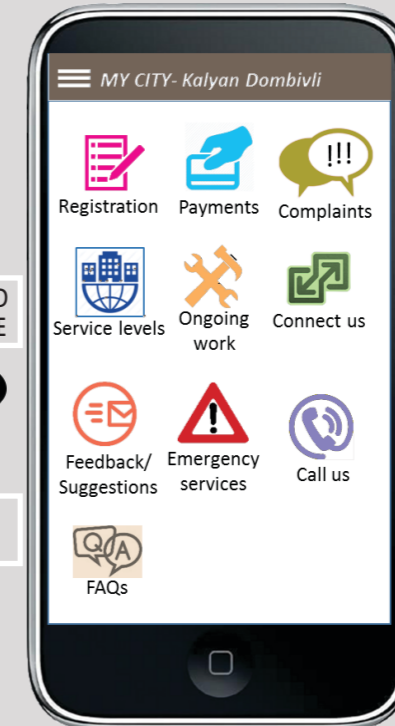 MY CITY- Kalyan Dombivli
!!!
Registration
Payments
Complaints
Service levels
Ongoing
work
Connect us
Feedback/
Suggestions
Emergency
services
Call us
Q A
FAQs